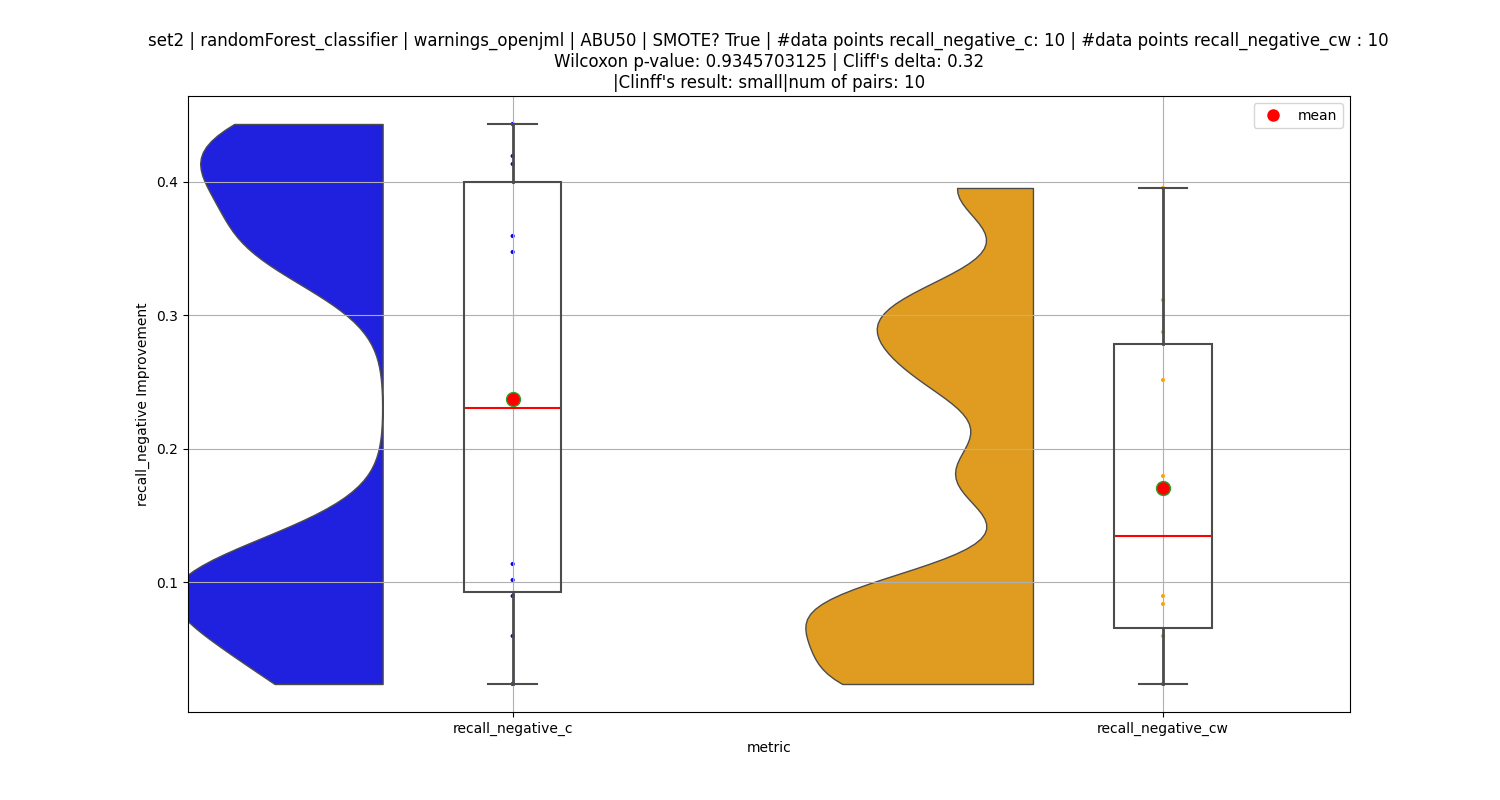 set2 | randomForest_classifier | warnings_openjml | ABU50 | SMOTE? True | #data points recall_negative_c: 10 | #data points recall_negative_cw : 10
Wilcoxon p-value: 0.9345703125 | Cliff's delta: 0.32
|Clinff's result: small|num of pairs: 10
mean
0.4
0.3
0.2
0.1
recall_negative Improvement
recall_negative_c
recall_negative_cw
metric